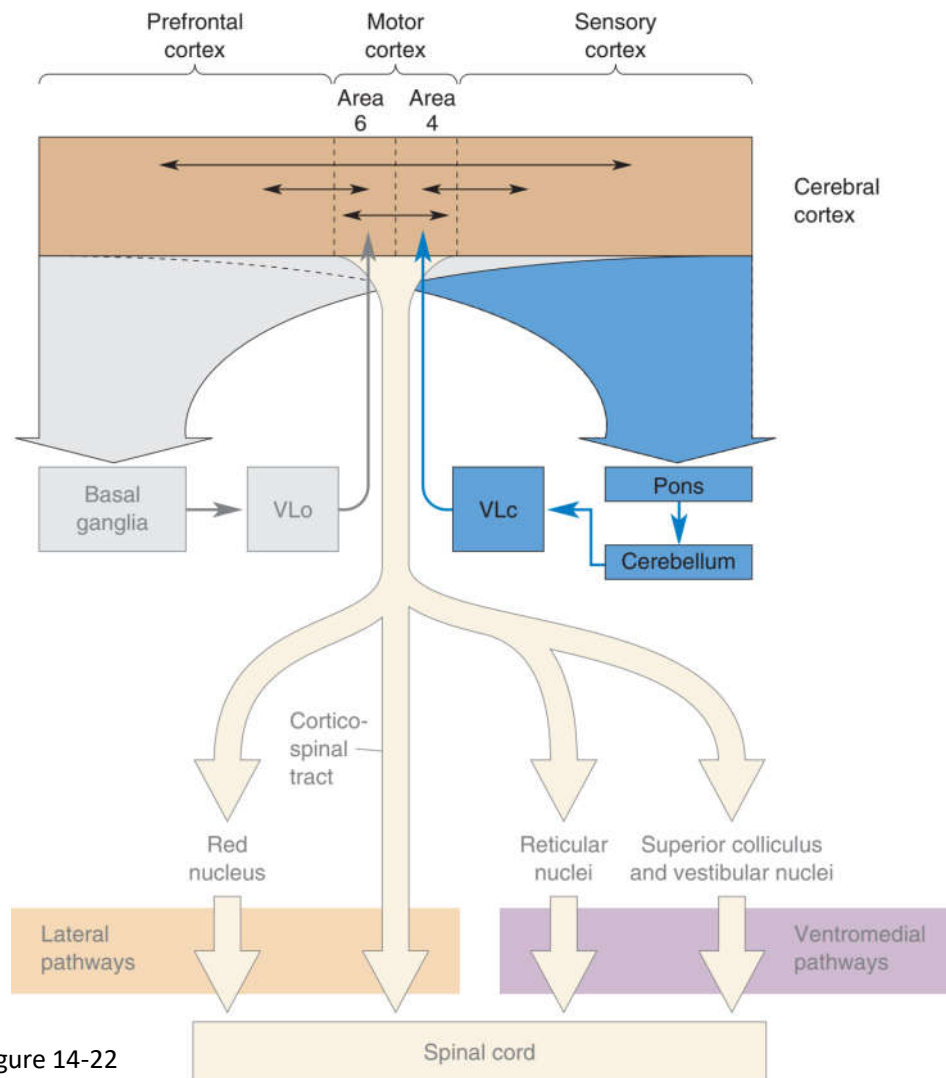 Prefrontal
cortex
Motor
cortex
Sensory
cortex
Area
6
Area
4
Cerebral
cortex
Basal
ganglia
VLo
VLc
Pons
Cerebellum
Cortico-
spinal
tract
Red
nucleus
Reticular
nuclei
Superior colliculus
and vestibular nuclei
Lateral
pathways
Ventromedial
pathways
Spinal cord
gure 14-22